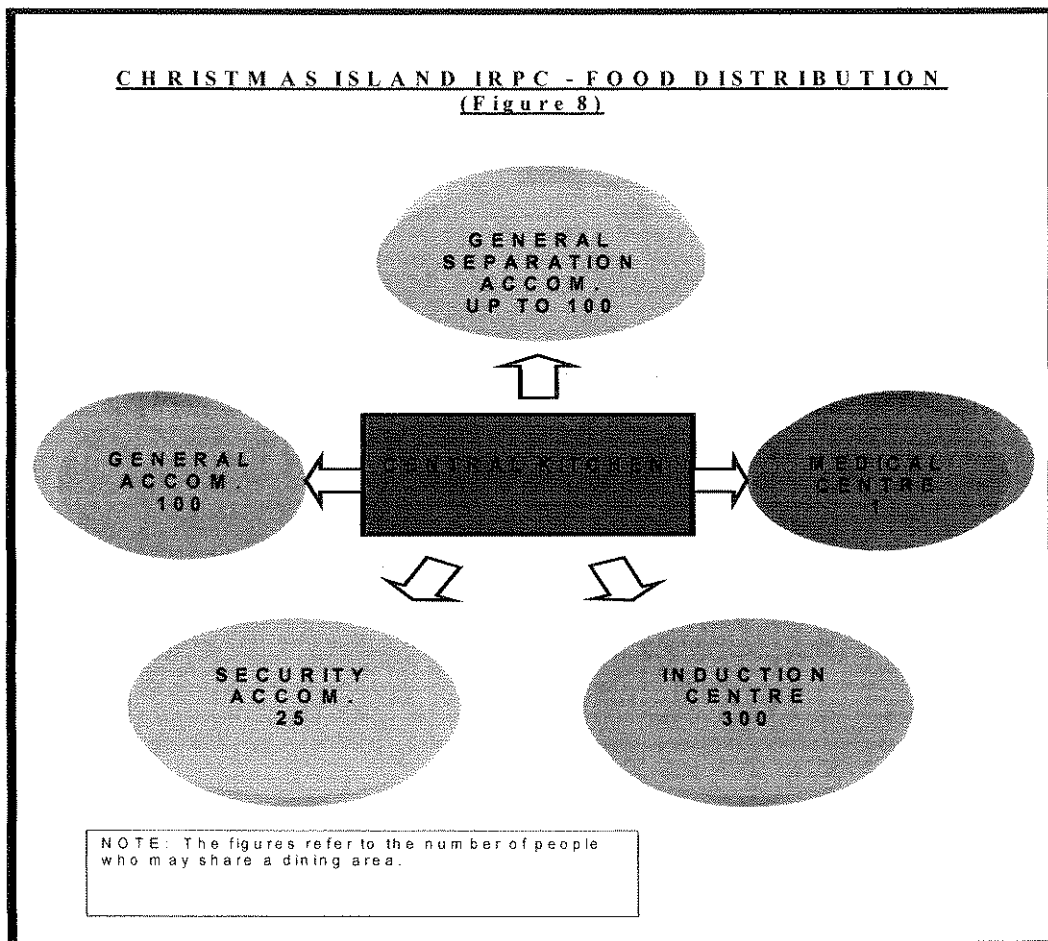 CHRISTMAS ISLAND IRPC - FOOD DISTRIBUTION
(Figure 8)
GENERAL
SEPARATION
ACCOM.
UP TO 100
GENERAL
ACCOM.
100
CENTRAL KITCHEN
MEDICAL
CENTRE
1
SECURITY
ACCOM.
25
INDUCTION
CENTRE
300
NOTE: The figures refer to the number of people
who may share a dining area.